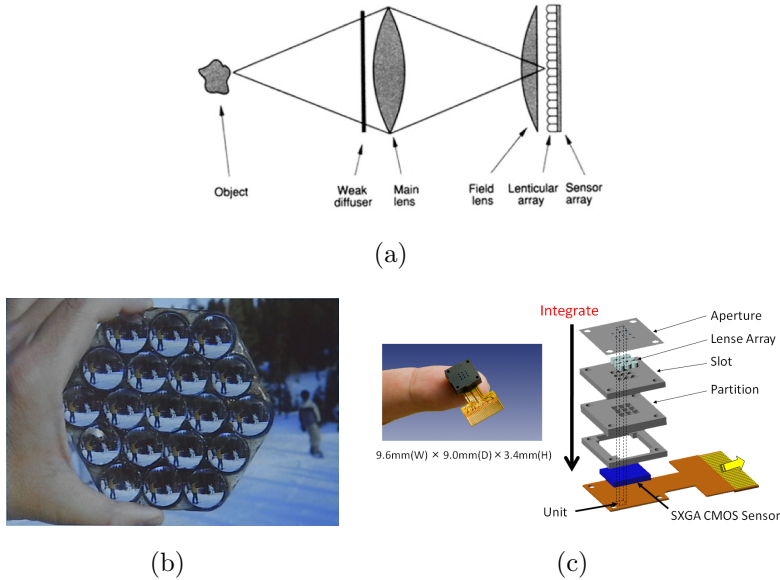 Object
Weak
diffuser
Main
lens
Field
lens
Lenticular
array
Sensor
array
(a)
(b)
9.6mm(W) × 9.0mm(D) × 3.4mm(H)
Integrate
Aperture
Lense Array
Slot
Partition
Unit
SXGA CMOS Sensor
(c)